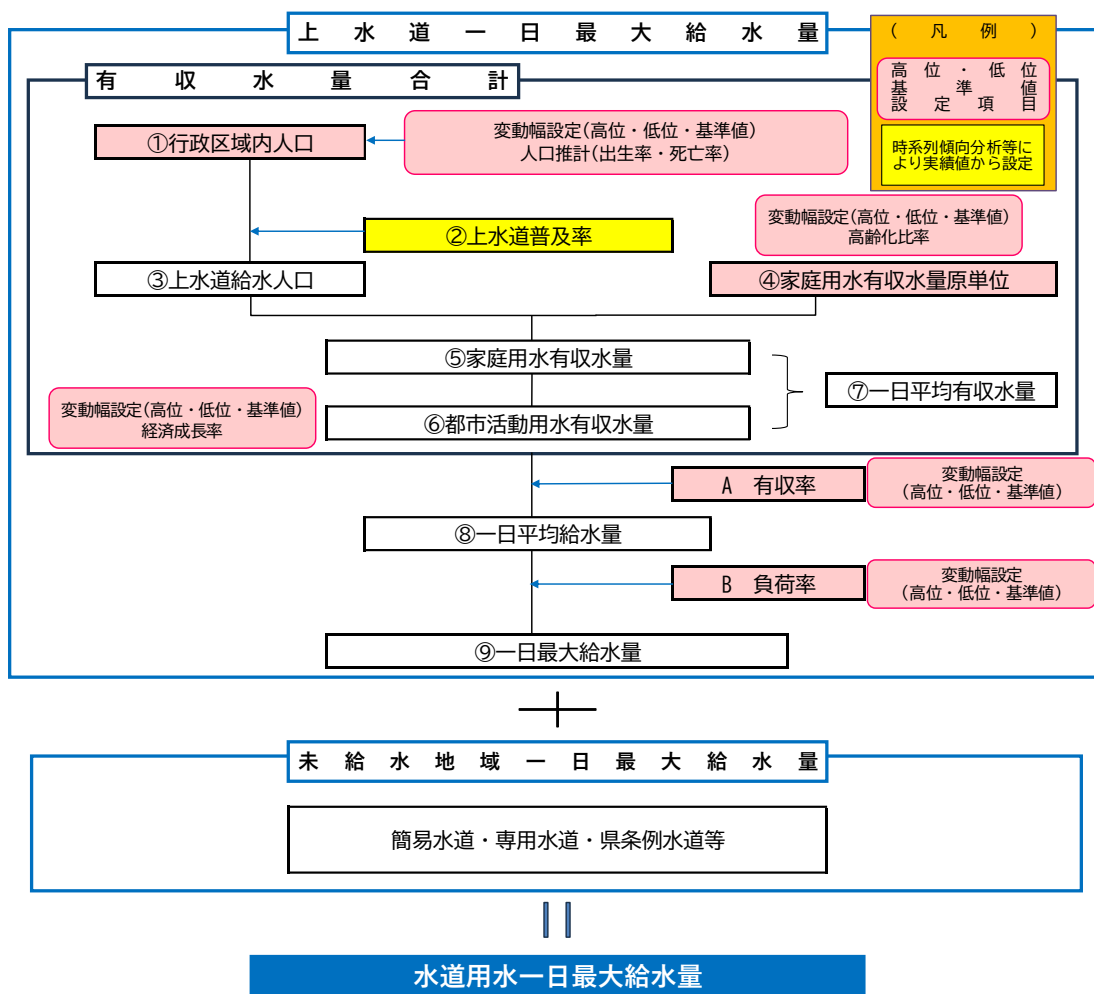 上水道一日最大給水量
(凡例)
高位・低位
基準値
設定項目
時系列傾向分析等に
より実績値から設定
有収水量合計
①行政区域内人口
変動幅設定(高位・低位・基準値)
人口推計(出生率・死亡率)
②上水道普及率
変動幅設定(高位・低位・基準値)
高齢化比率
③上水道給水人口
④家庭用水有収水量原単位
⑤家庭用水有収水量
⑦一日平均有収水量
変動幅設定(高位・低位・基準値)
経済成長率
⑥都市活動用水有収水量
A 有収率
変動幅設定
(高位・低位・基準値)
⑧一日平均給水量
B 負荷率
変動幅設定
(高位・低位・基準値)
⑨一日最大給水量
未給水地域一日最大給水量
簡易水道・専用水道・県条例水道等
水道用水一日最大給水量